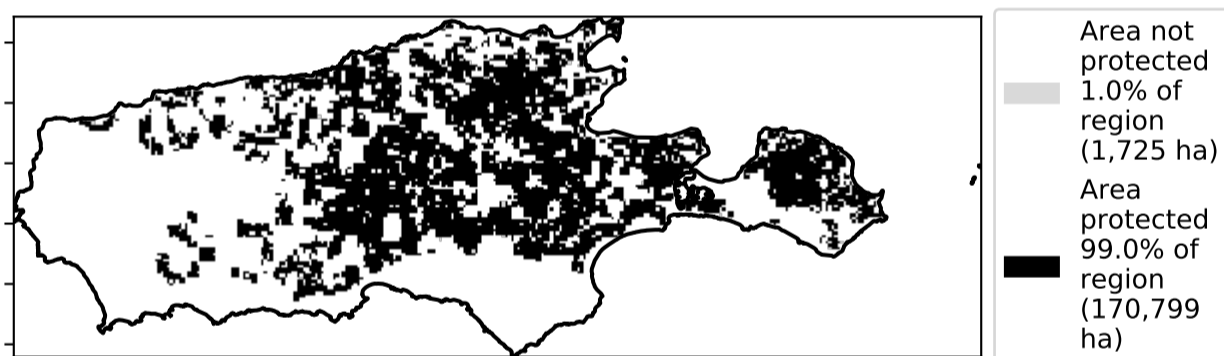 Area not
protected
1.0% of
region
(1,725 ha)
Area
protected
99.0% of
region
(170,799
ha)